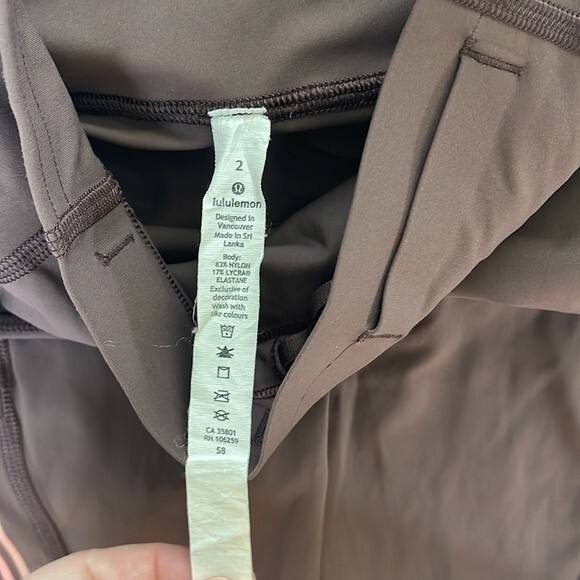 2
lululemon
Designed in
Vancouver
Made in Sri
Lanka
Body:
83% NYLON
17% LYCRA®
ELASTANE
Exclusive of
decoration
Wash with
like colours
CA 35801
RN 106259
S8